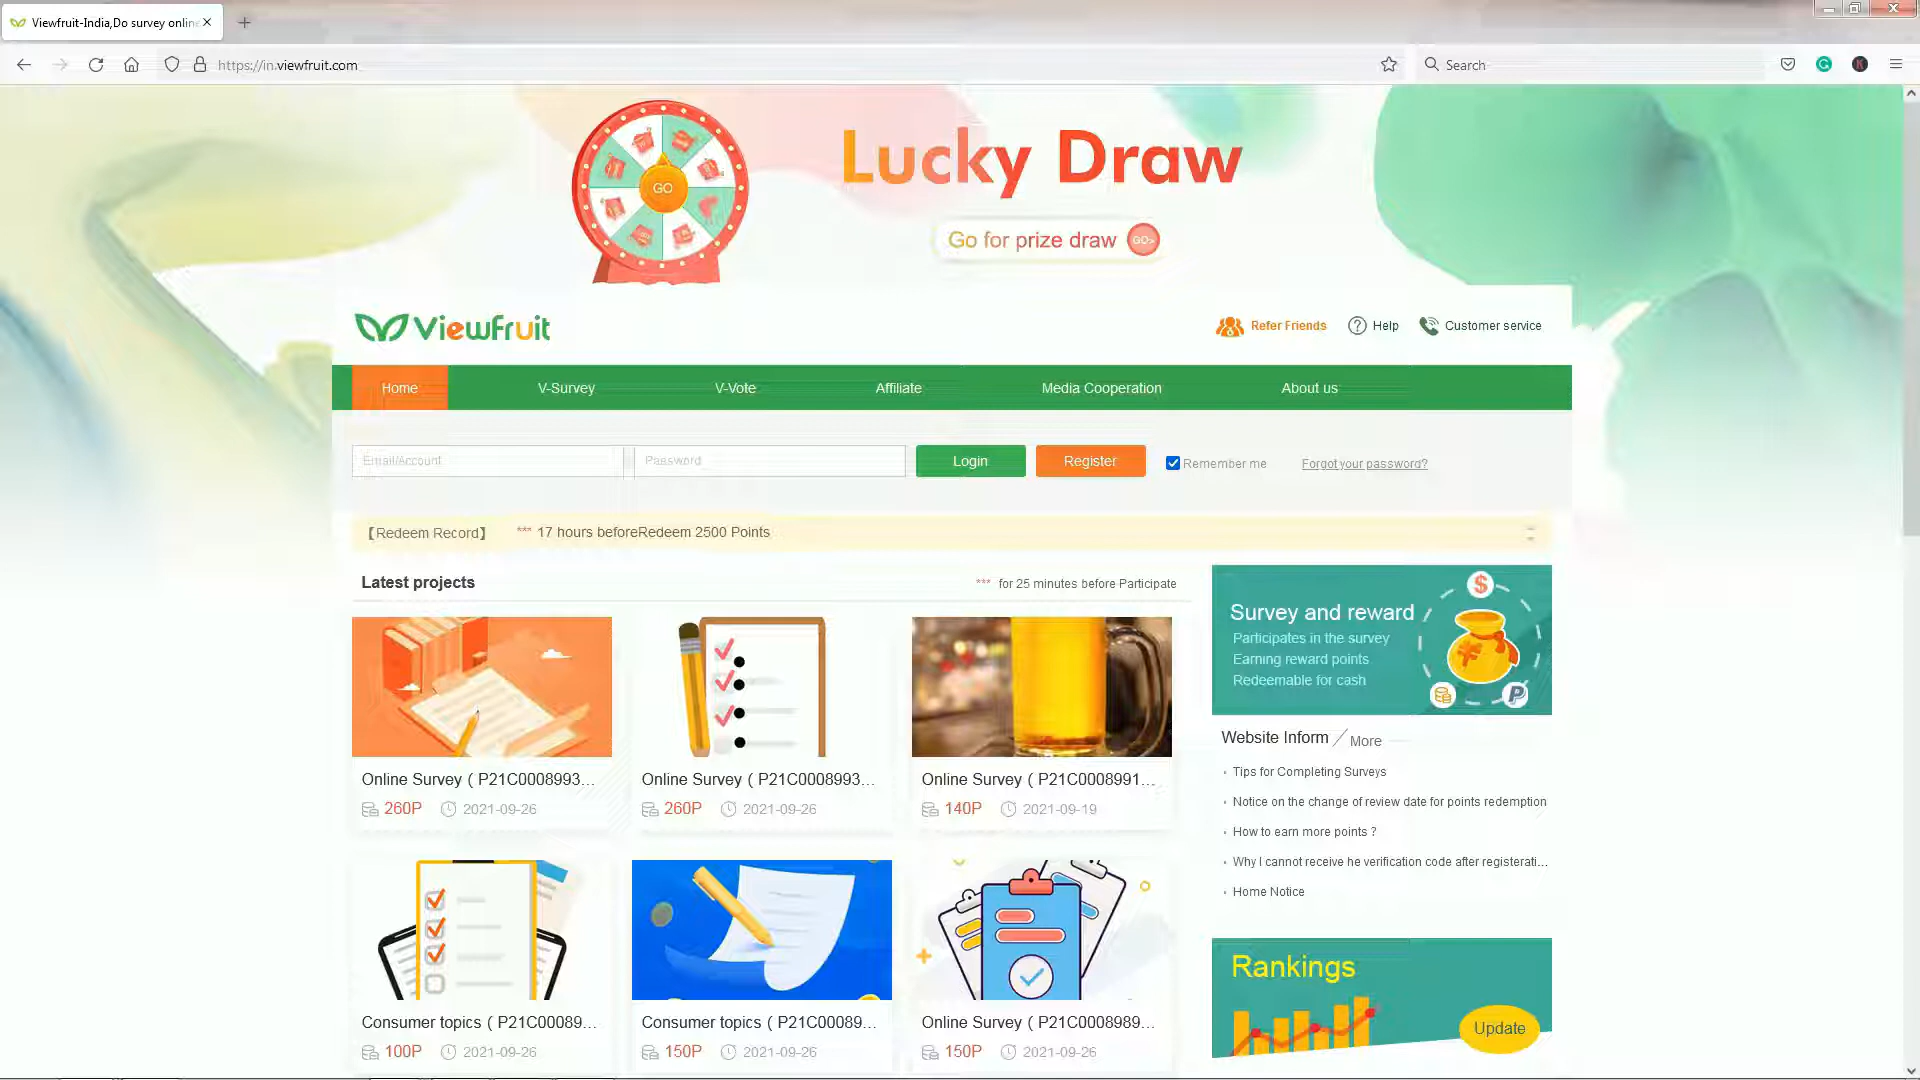 Viewfruit-India,Do survey onlin
https://in.viewfruit.com
Search
Lucky Draw
GO
Go for prize draw GO>
Viewfruit
Refer Friends Help Customer service
Home V-Survey V-Vote Affiliate Media Cooperation About us
Email/Account Password Login Register Remember me Forgot your password?
【Redeem Record】 *** 17 hours beforeRedeem 2500 Points
Latest projects *** for 25 minutes before Participate
Online Survey ( P21C0008993...
260P 2021-09-26
Online Survey ( P21C0008993...
260P 2021-09-26
Online Survey ( P21C0008991...
140P 2021-09-19
Consumer topics ( P21C00089...
100P 2021-09-26
Consumer topics ( P21C00089...
150P 2021-09-26
Online Survey ( P21C0008989...
150P 2021-09-26
Survey and reward
Participates in the survey
Earning reward points
Redeemable for cash
Website Inform / More
· Tips for Completing Surveys
· Notice on the change of review date for points redemption
· How to earn more points ?
· Why I cannot receive he verification code after registerati...
· Home Notice
Rankings
Update